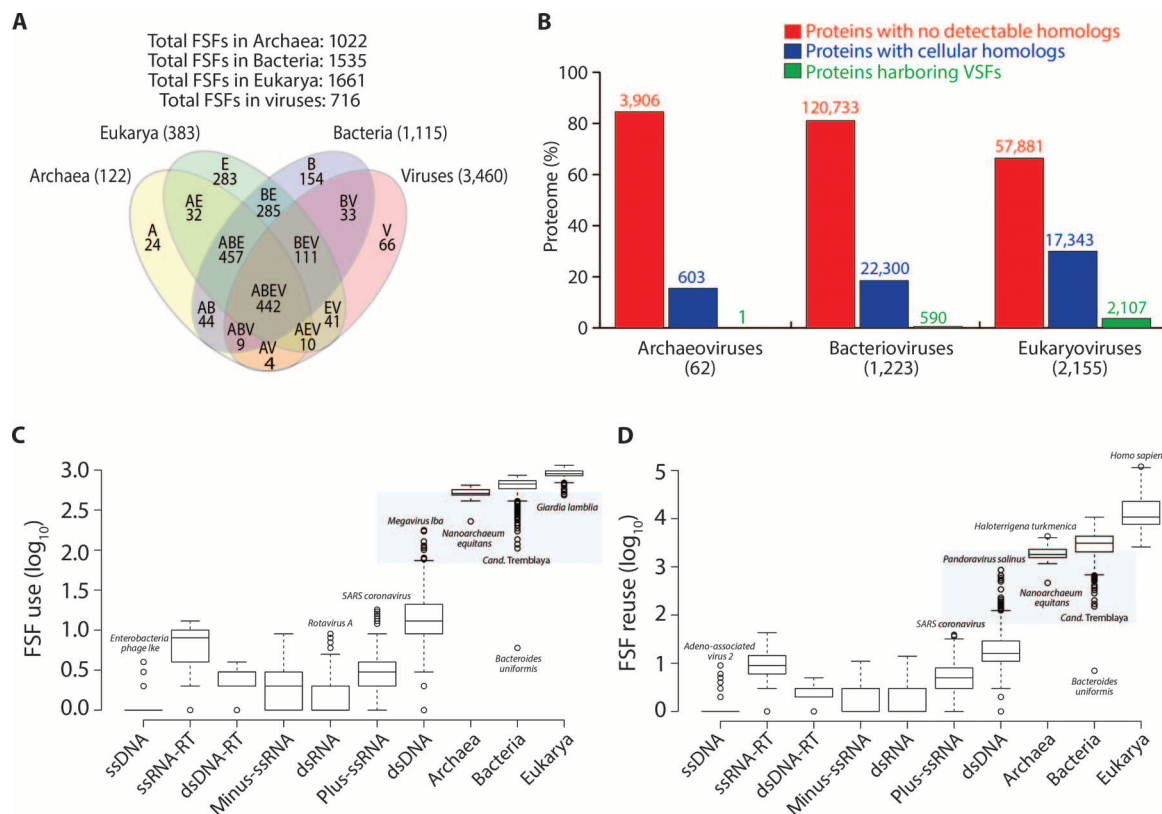 A
Total FSFs in Archaea: 1022
Total FSFs in Bacteria: 1535
Total FSFs in Eukarya: 1661
Total FSFs in viruses: 716
Eukarya (383)
Bacteria (1,115)
Archaea (122)
Viruses (3,460)
E
283
B
154
AE
32
BE
285
BV
33
A
24
V
66
ABE
457
BEV
111
ABEV
442
AB
44
EV
41
ABV
9
AEV
10
AV
4
B
Proteins with no detectable homologs
Proteins with cellular homologs
Proteins harboring VSFs
Proteome (%)
100
80
60
40
20
0
3,906
603
1
120,733
22,300
590
57,881
17,343
2,107
Archaeoviruses
(62)
Bacterioviruses
(1,223)
Eukaryoviruses
(2,155)
C
FSF use (log10)
3.0
2.5
2.0
1.5
1.0
0.5
0.0
Enterobacteria
phage Ike
Rotavirus A
SARS coronavirus
Megavirus Iba
Nanoarchaeum
equitans
Cand. Tremblaya
Giardia lamblia
Bacteroides
uniformis
ssDNA
ssRNA-RT
dsDNA-RT
Minus-ssRNA
dsRNA
Plus-ssRNA
dsDNA
Archaea
Bacteria
Eukarya
D
FSF reuse (log10)
5
4
3
2
1
0
Homo sapien
Haloterrigena turkmenica
Pandoravirus salinus
Nanoarchaeum
equitans
Cand. Tremblaya
SARS coronavirus
Adeno-associated
virus 2
Bacteroides
uniformis
ssDNA
ssRNA-RT
dsDNA-RT
Minus-ssRNA
dsRNA
Plus-ssRNA
dsDNA
Archaea
Bacteria
Eukarya